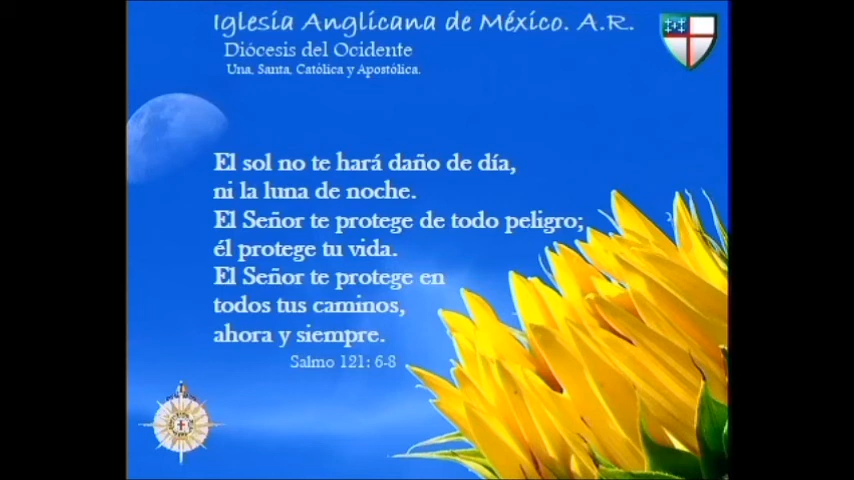 Iglesia Anglicana de México. A.R.
Diócesis del Ocidente
Una, Santa, Católica y Apostólica.
El sol no te hará daño de día,
ni la luna de noche.
El Señor te protege de todo peligro;
él protege tu vida.
El Señor te protege en
todos tus caminos,
ahora y siempre.
Salmo 121: 6-8